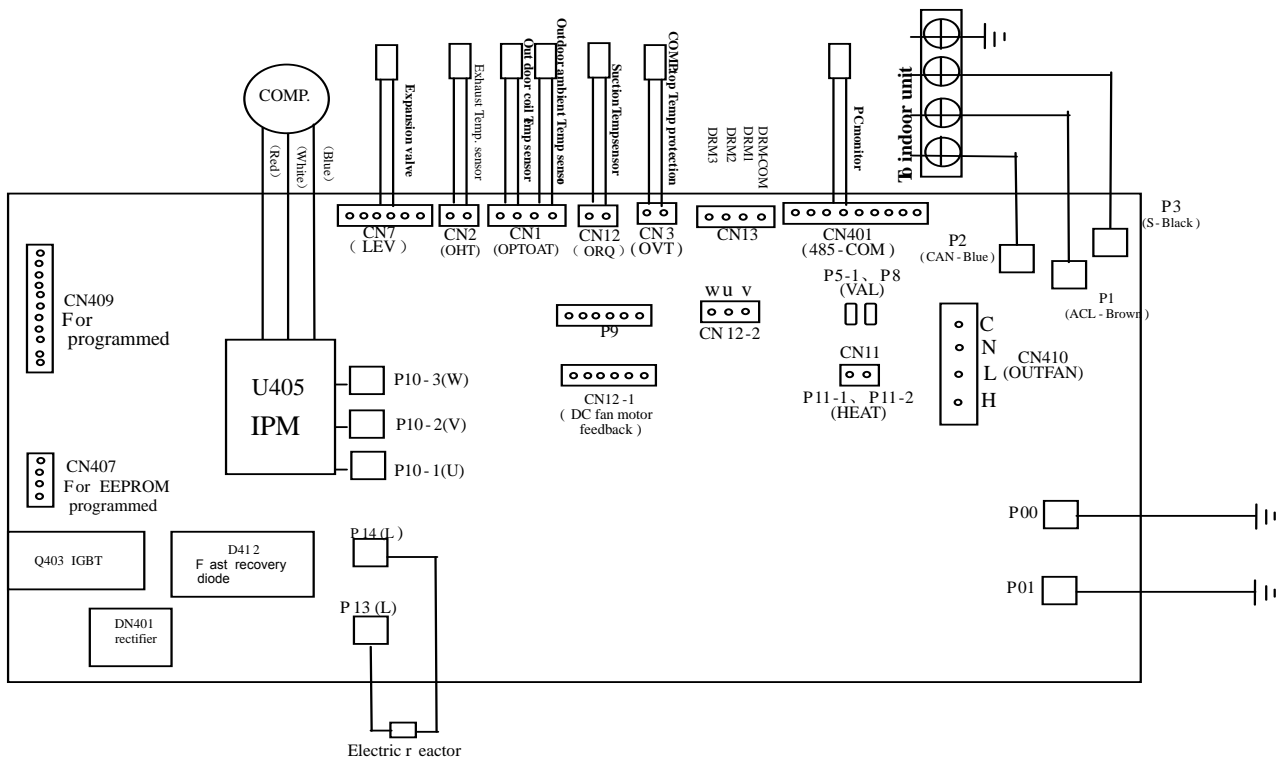 COMP.
(Red)
(White)
(Blue)
Expansion valve
Exhaust Temp. sensor
Out door coil Temp sensor
Outdoor ambient Temp senso
Suction Temp sensor
COMP. top Temp protection
DRM3
DRM2
DRM1
DRM-COM
PC monitor
To indoor unit
CN7
(LEV)
CN2
(OHT)
CN1
(OPTOAT)
CN12
(ORQ)
CN3
(OVT)
CN13
CN401
(485-COM)
P2
(CAN-Blue)
P3
(S-Black)
P1
(ACL-Brown)
CN409
For
programmed
P5-1、P8
(VAL)
w u v
CN12-2
P9
C
N
L
H
CN410
(OUTFAN)
CN11
P11-1、P11-2
(HEAT)
CN12-1
( DC fan motor
feedback )
U405
IPM
P10-3(W)
P10-2(V)
P10-1(U)
CN407
For EEPROM
programmed
P00
P01
Q403 IGBT
D412
F ast recovery
diode
P14(L)
P13(L)
DN401
rectifier
Electric r eactor